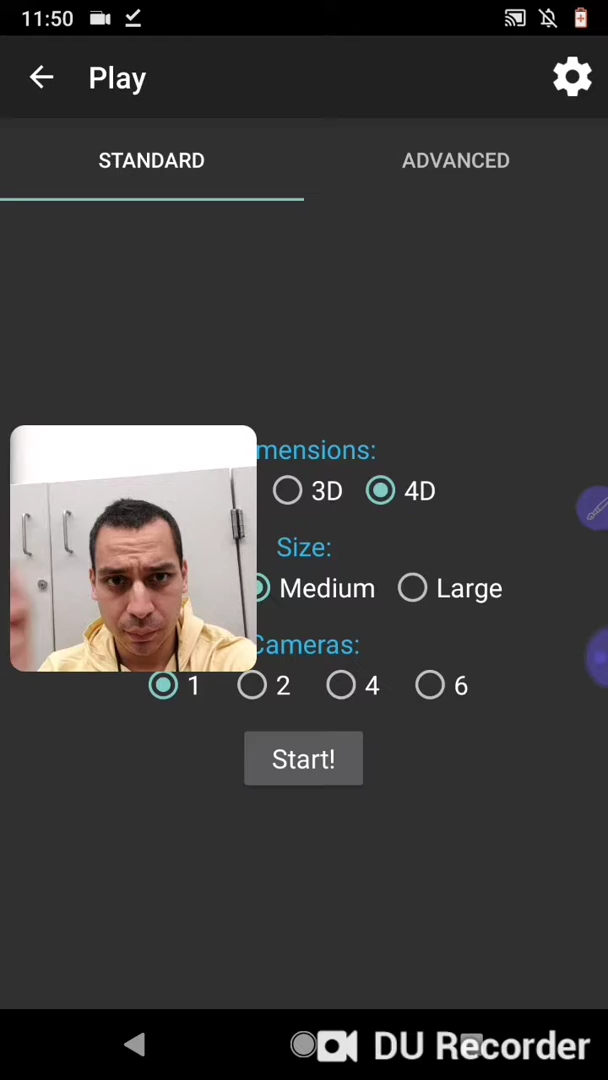 11:50
Play
STANDARD
ADVANCED
mensions:
3D
4D
Size:
Medium
Large
Cameras:
1
2
4
6
Start!
DU Recorder